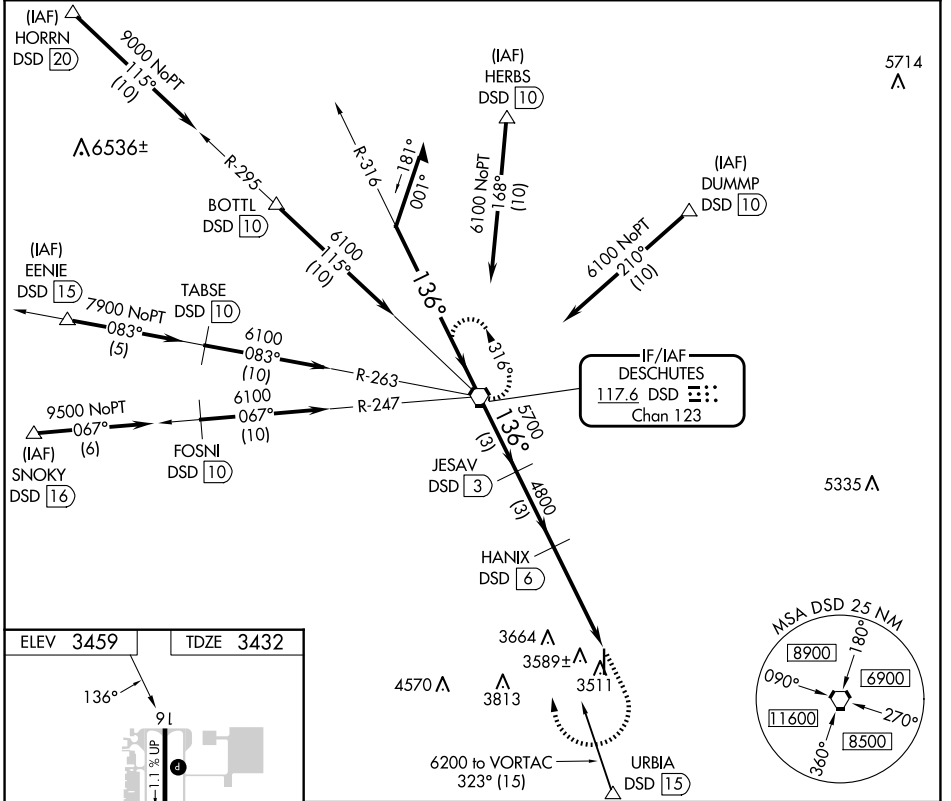 (IAF)
HORRN
DSD 20
9000 NoPT
115°
(10)
(IAF)
HERBS
DSD 10
5714
6536±
R-316
181°
001°
6100 NoPT
168°
(10)
(IAF)
DUMMP
DSD 10
R-295
BOTTL
DSD 10
6100
115°
(10)
6100 NoPT
210°
(10)
(IAF)
EENIE
DSD 15
7900 NoPT
083°
(5)
TABSE
DSD 10
6100
083°
(10)
R-263
136°
316°
IF/IAF
DESCHUTES
117.6 DSD
Chan 123
9500 NoPT
067°
(6)
(IAF)
SNOKY
DSD 16
6100
067°
(10)
R-247
FOSNI
DSD 10
5700
136°
(3)
JESAV
DSD 3
4800
(3)
5335
HANIX
DSD 6
MSA DSD 25 NM
8900
180°
090°
6900
11600
270°
8500
360°
3664
3589±
3511
4570
3813
6200 to VORTAC
323° (15)
URBIA
DSD 15
ELEV 3459
TDZE 3432
136°
16
1.1% UP
P